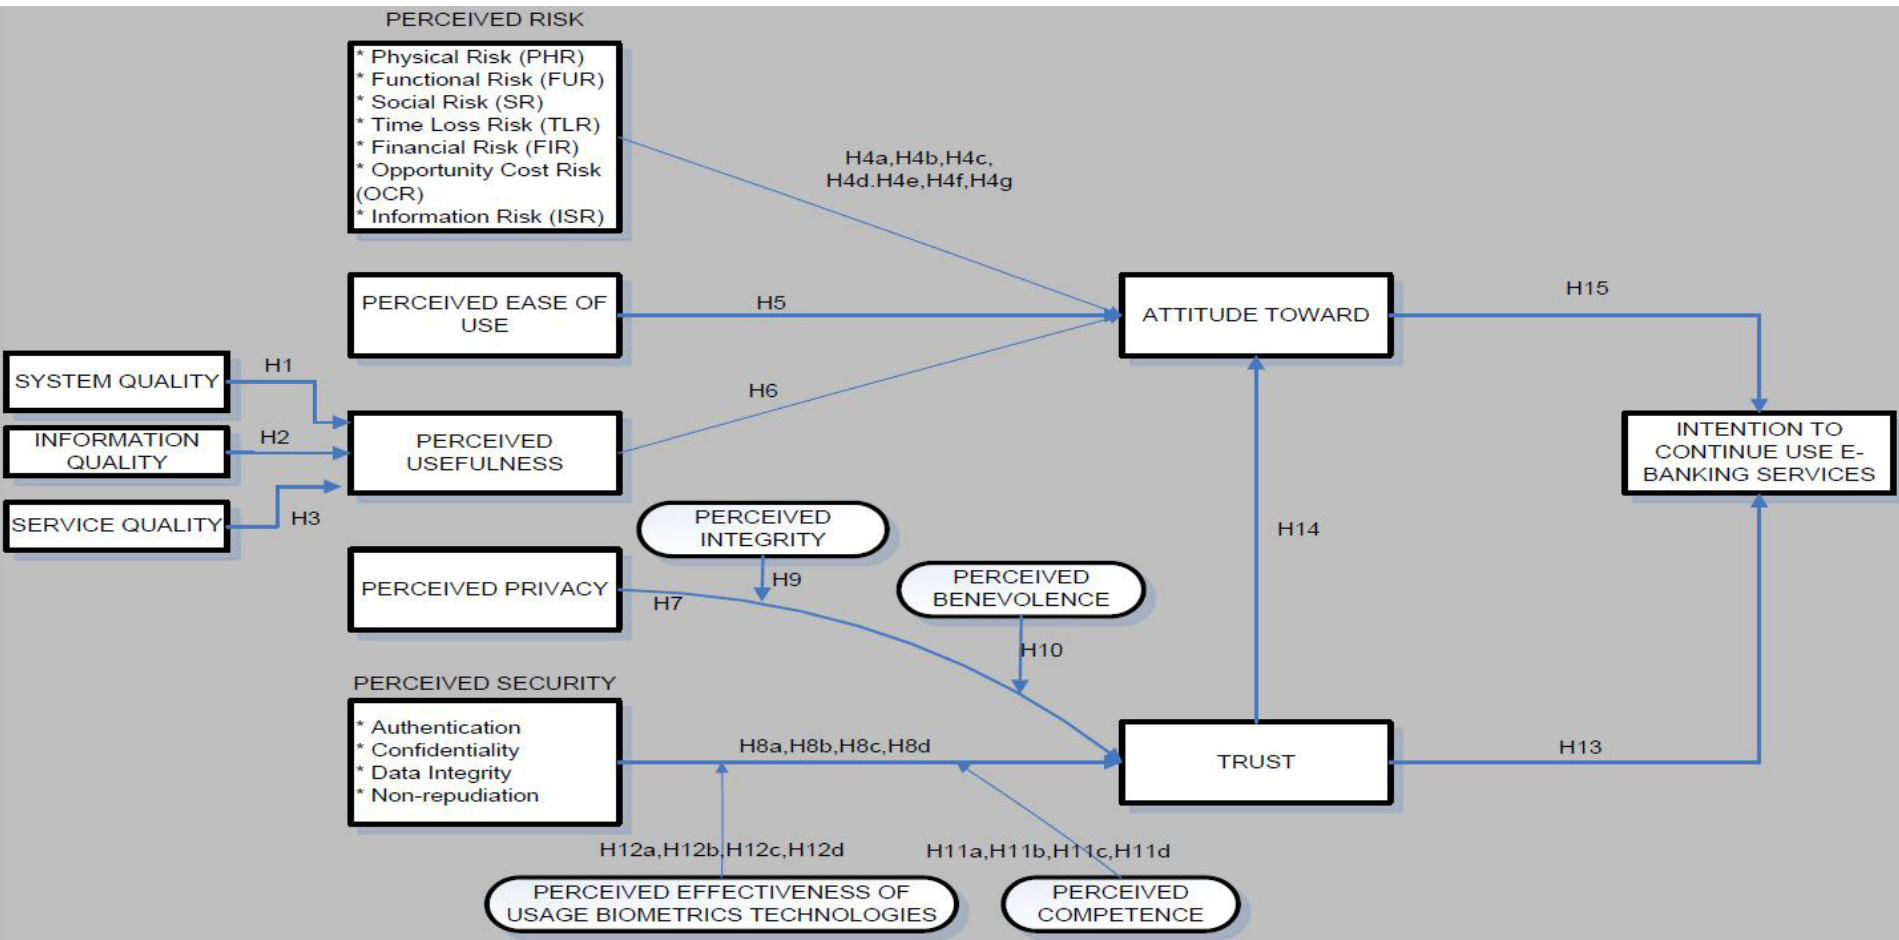 PERCEIVED RISK
* Physical Risk (PHR)
* Functional Risk (FUR)
* Social Risk (SR)
* Time Loss Risk (TLR)
* Financial Risk (FIR)
* Opportunity Cost Risk
(OCR)
* Information Risk (ISR)
H4a,H4b,H4c,
H4d.H4e,H4f,H4g
PERCEIVED EASE OF
USE
H5
ATTITUDE TOWARD
H15
SYSTEM QUALITY
H1
INFORMATION
QUALITY
H2
SERVICE QUALITY
H3
PERCEIVED
USEFULNESS
H6
INTENTION TO
CONTINUE USE E-
BANKING SERVICES
PERCEIVED
INTEGRITY
H9
PERCEIVED
BENEVOLENCE
H10
H14
PERCEIVED PRIVACY
H7
PERCEIVED SECURITY
* Authentication
* Confidentiality
* Data Integrity
* Non-repudiation
H8a,H8b,H8c,H8d
TRUST
H13
H12a,H12b,H12c,H12d
H11a,H11b,H11c,H11d
PERCEIVED EFFECTIVENESS OF
USAGE BIOMETRICS TECHNOLOGIES
PERCEIVED
COMPETENCE